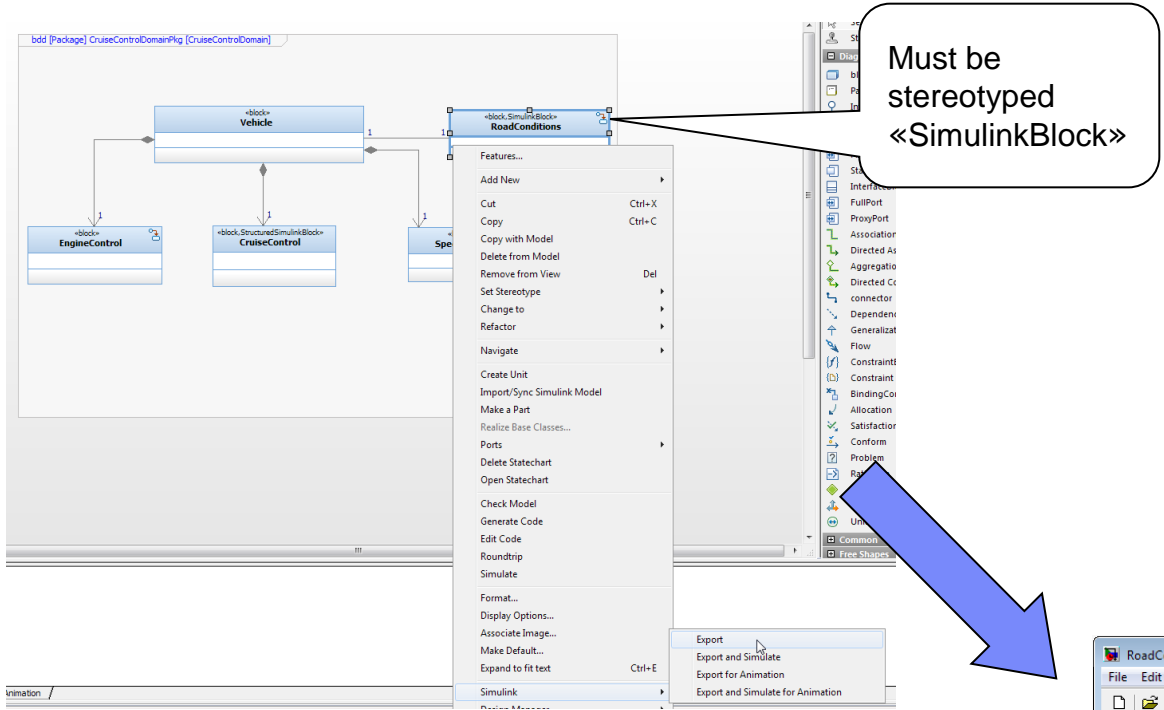 bdd [Package] CruiseControlDomainPkg [CruiseControlDomain]
«block»
Vehicle
«block,SimulinkBlock»
RoadConditions
1
1
1
1
1
«block»
EngineControl
«block,StructuredSimulinkBlock»
CruiseControl
Must be
stereotyped
«SimulinkBlock»
Features...
Add New
Cut Ctrl+X
Copy Ctrl+C
Copy with Model
Delete from Model
Remove from View Del
Set Stereotype
Change to
Refactor
Navigate
Create Unit
Import/Sync Simulink Model
Make a Part
Realize Base Classes...
Ports
Delete Statechart
Open Statechart
Check Model
Generate Code
Edit Code
Roundtrip
Simulate
Format...
Display Options...
Associate Image...
Make Default...
Expand to fit text Ctrl+E
Simulink
Export
Export and Simulate
Export for Animation
Export and Simulate for Animation
FullPort
ProxyPort
Association
Directed As
Aggregatio
Directed Co
connector
Dependenc
Generalizat
Flow
Constraint
BindingCo
Allocation
Satisfaction
Conform
Problem
Common
Free Shapes
RoadC
File Edit